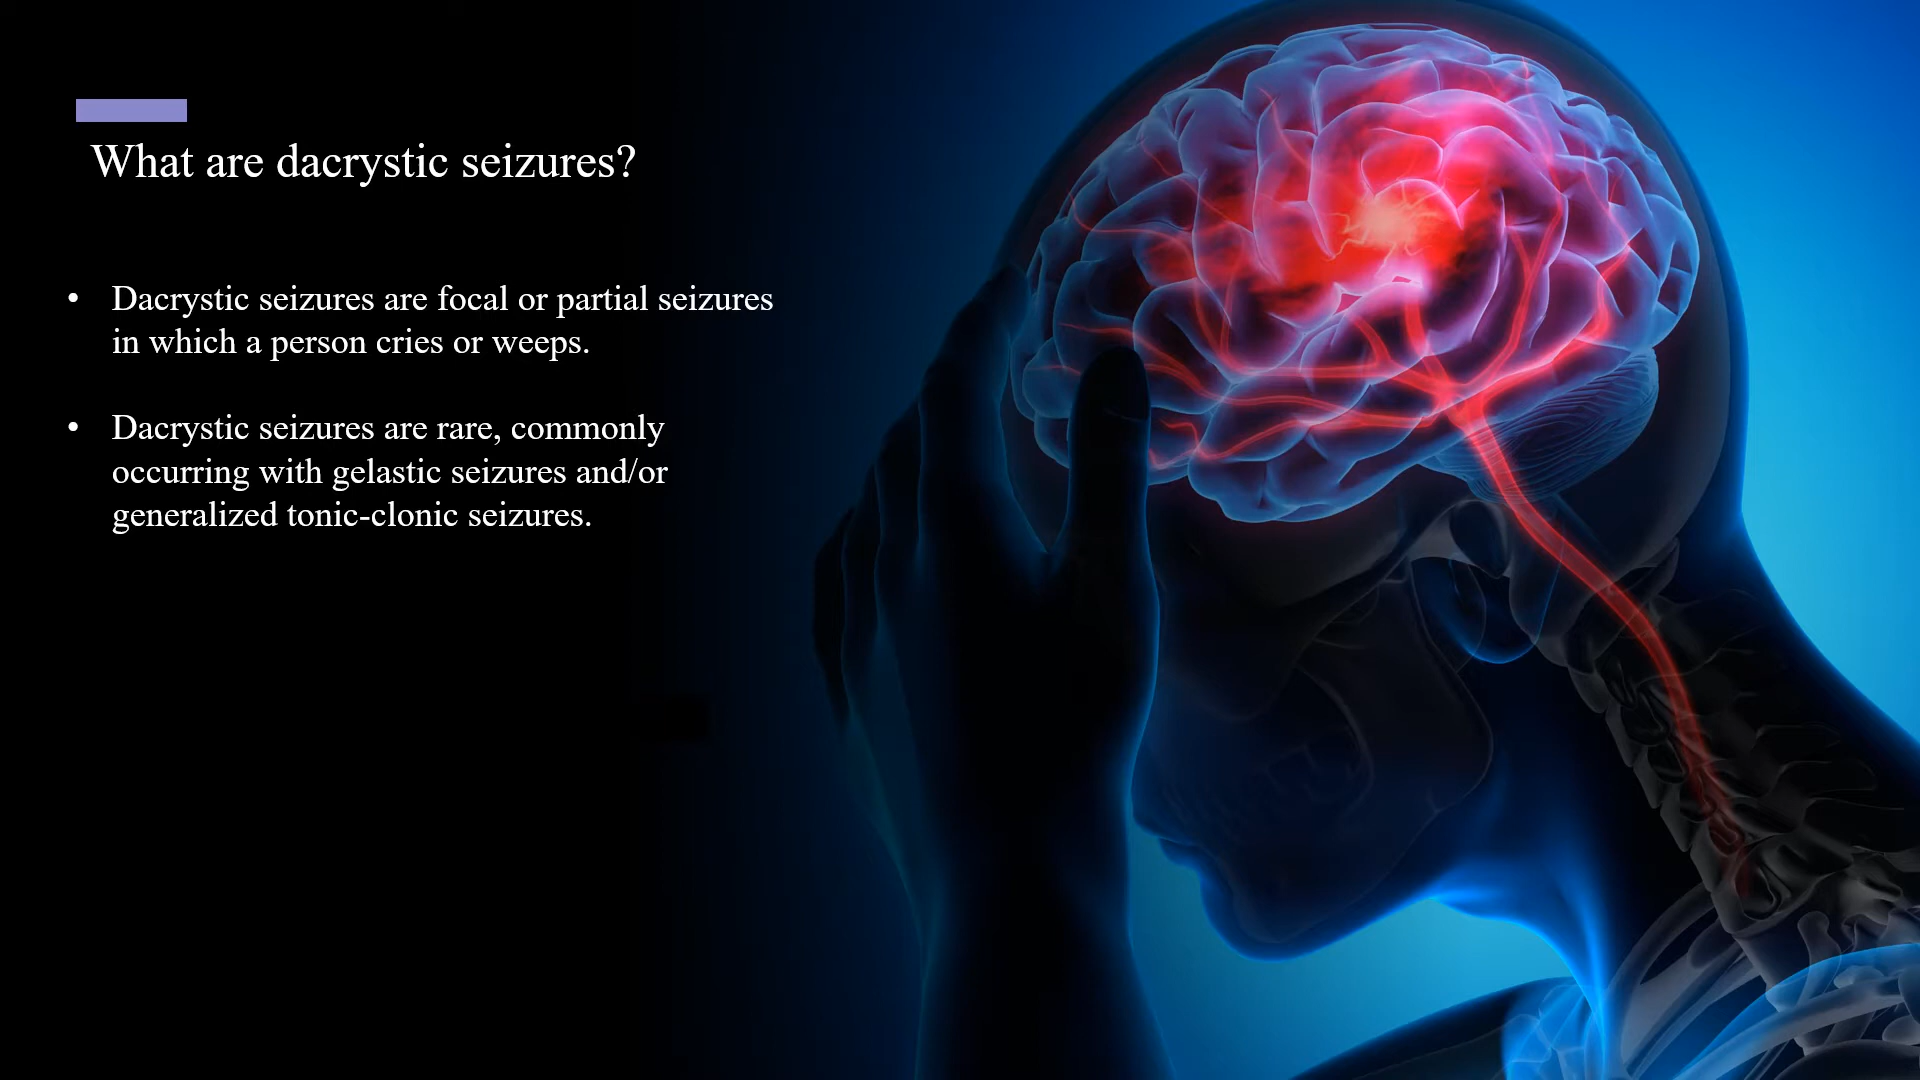 What are dacrystic seizures?
• Dacrystic seizures are focal or partial seizures
in which a person cries or weeps.
• Dacrystic seizures are rare, commonly
occurring with gelastic seizures and/or
generalized tonic-clonic seizures.